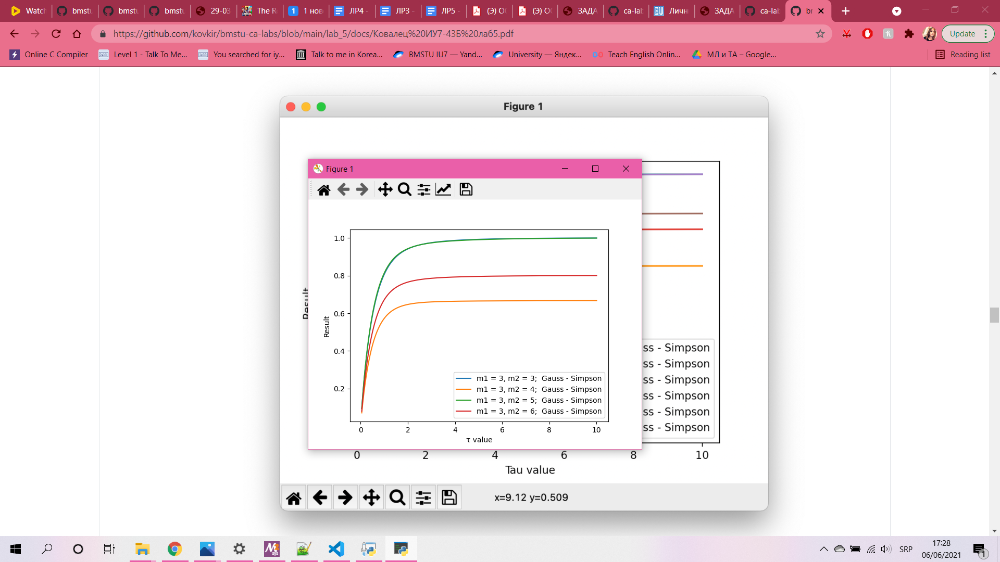 Watch
bmstu
bmstu
bmstu
29-03
The R
1 нов
ЛР4 -
ЛР3 -
ЛР5 -
(Э) О
(Э) О
ЗАДА
ca-lab
Личн
ЗАДА
ca-lab
br
https://github.com/kovkir/bmstu-ca-labs/blob/main/lab_5/docs/Ковалец%20ИУ7-43Б%20лаб5.pdf
Update
Online C Compiler
Level 1 - Talk To Me...
You searched for iy...
Talk to me in Korea...
BMSTU IU7 — Yand...
University — Яндек...
Teach English Onlin...
МЛ и ТА – Google...
Reading list
Figure 1
Figure 1
Result
Result
1.0
0.8
0.6
0.4
0.2
m1 = 3, m2 = 3; Gauss - Simpson
m1 = 3, m2 = 4; Gauss - Simpson
m1 = 3, m2 = 5; Gauss - Simpson
m1 = 3, m2 = 6; Gauss - Simpson
0 2 4 6 8 10
τ value
ss - Simpson
ss - Simpson
ss - Simpson
ss - Simpson
ss - Simpson
ss - Simpson
0 2 4 6 8 10
Tau value
x=9.12 y=0.509
SRP
17:28
06/06/2021
1